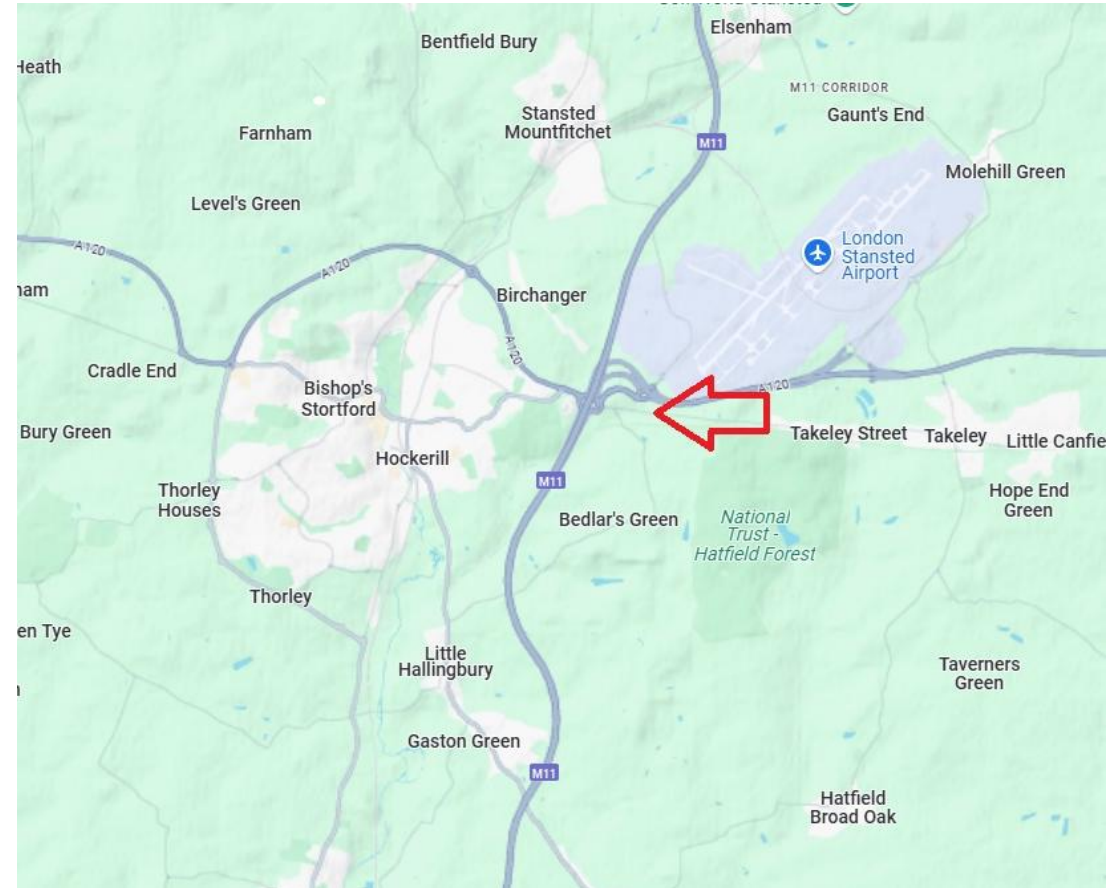 Elsenham
Bentfield Bury
Heath
M11 CORRIDOR
Gaunt's End
Stansted
Mountfitchet
Farnham
M11
Molehill Green
Level's Green
A120
London
Stansted
Airport
A120
Birchanger
A120
Cradle End
Bishop's
Stortford
A120
Bury Green
Takeley Street
Takeley
Little Canfie
Hockerill
M11
Thorley
Houses
Hope End
Green
Bedlar's Green
National
Trust -
Hatfield Forest
Thorley
en Tye
Little
Hallingbury
Taverners
Green
Gaston Green
M11
Hatfield
Broad Oak